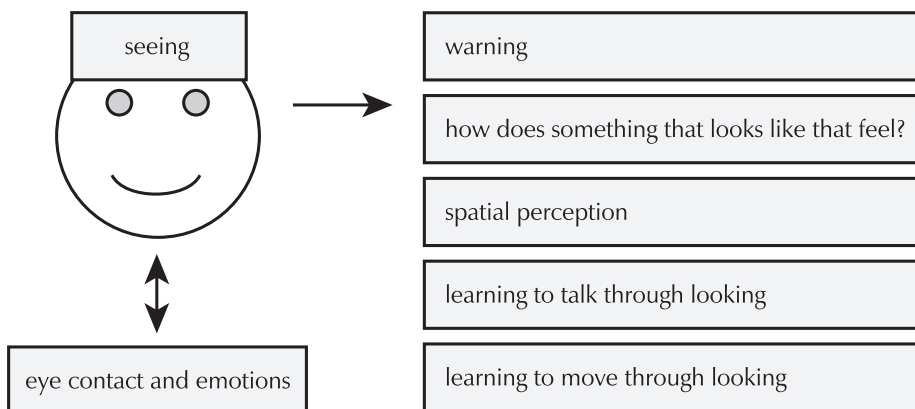 seeing
eye contact and emotions
warning
how does something that looks like that feel?
spatial perception
learning to talk through looking
learning to move through looking